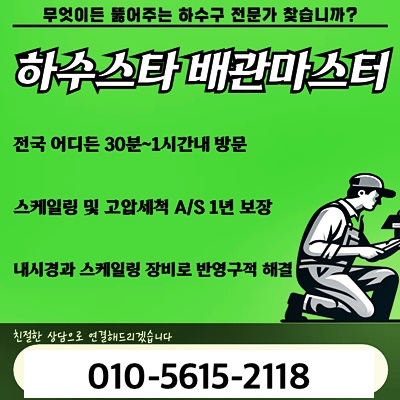 무엇이든 뚫어주는 하수구 전문가 찾습니까?
하수스타 배관마스터
전국 어디든 30분~1시간내 방문
스케일링 및 고압세척 A/S 1년 보장
내시경과 스케일링 장비로 반영구적 해결
친절한 상담으로 연결해드리겠습니다
010-5615-2118